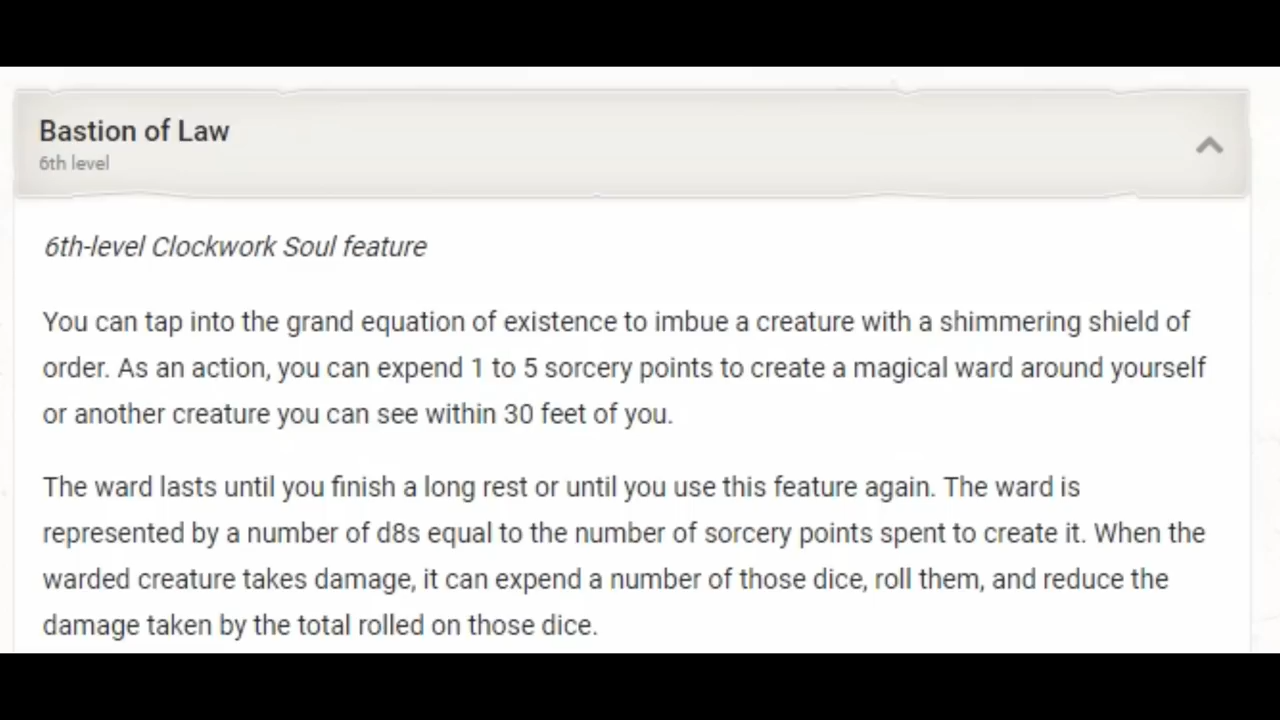 Bastion of Law
6th level
6th-level Clockwork Soul feature
You can tap into the grand equation of existence to imbue a creature with a shimmering shield of
order. As an action, you can expend 1 to 5 sorcery points to create a magical ward around yourself
or another creature you can see within 30 feet of you.
The ward lasts until you finish a long rest or until you use this feature again. The ward is
represented by a number of d8s equal to the number of sorcery points spent to create it. When the
warded creature takes damage, it can expend a number of those dice, roll them, and reduce the
damage taken by the total rolled on those dice.